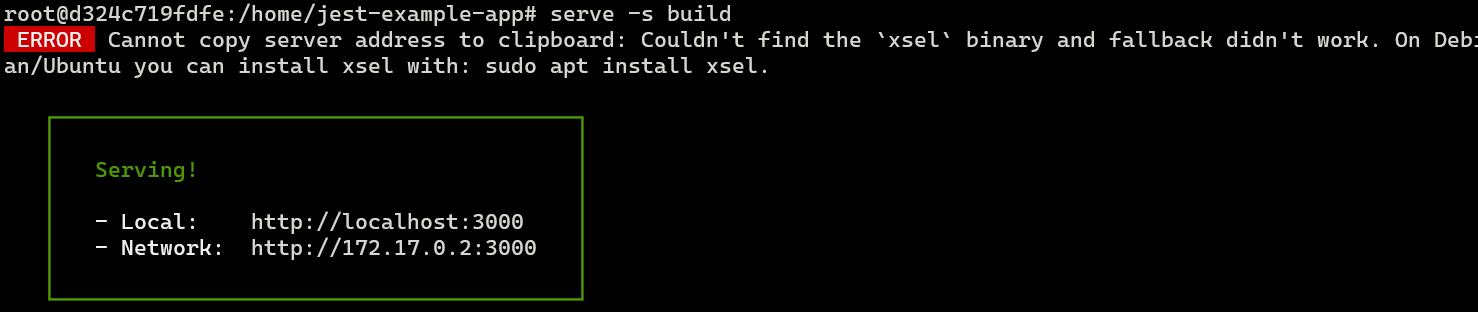 root@d324c719fdfe:/home/jest-example-app# serve -s build
ERROR Cannot copy server address to clipboard: Couldn't find the `xsel` binary and fallback didn't work. On Debi
an/Ubuntu you can install xsel with: sudo apt install xsel.
Serving!
- Local: http://localhost:3000
- Network: http://172.17.0.2:3000